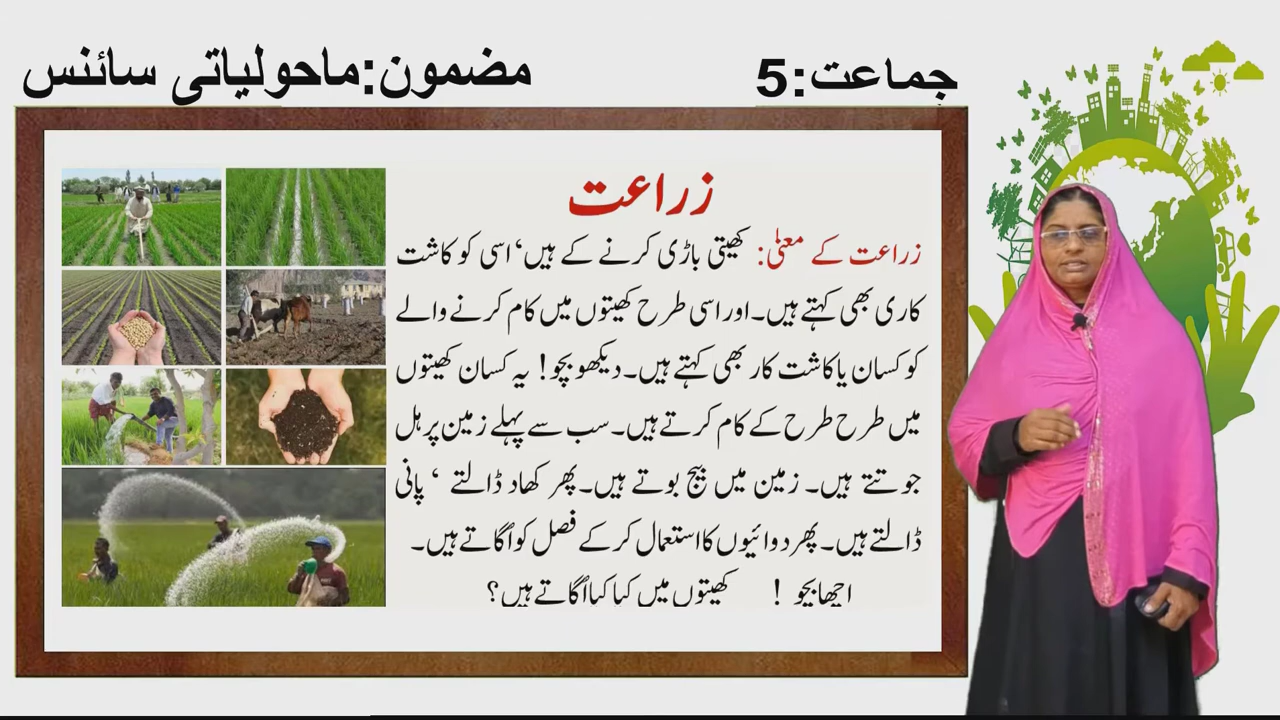 جماعت:5
مضمون:ماحولیاتی سائنس
زراعت
زراعت کے معنیٰ: کھیتی باڑی کرنے کے ہیں‘ اسی کو کاشت
کاری بھی کہتے ہیں۔اور اسی طرح کھیتوں میں کام کرنے والے
کو کسان یا کاشت کار بھی کہتے ہیں۔دیکھو بچو! یہ کسان کھیتوں
میں طرح طرح کے کام کرتے ہیں۔سب سے پہلے زمین پر ہل
جوتتے ہیں۔ زمین میں بیج بوتے ہیں۔پھر کھاد ڈالتے ‘ پانی
ڈالتے ہیں۔ پھر دوائیوں کا استعمال کر کے فصل کو اُگاتے ہیں۔
اچھا بچو ! کھیتوں میں کیا کیا اُگاتے ہیں؟